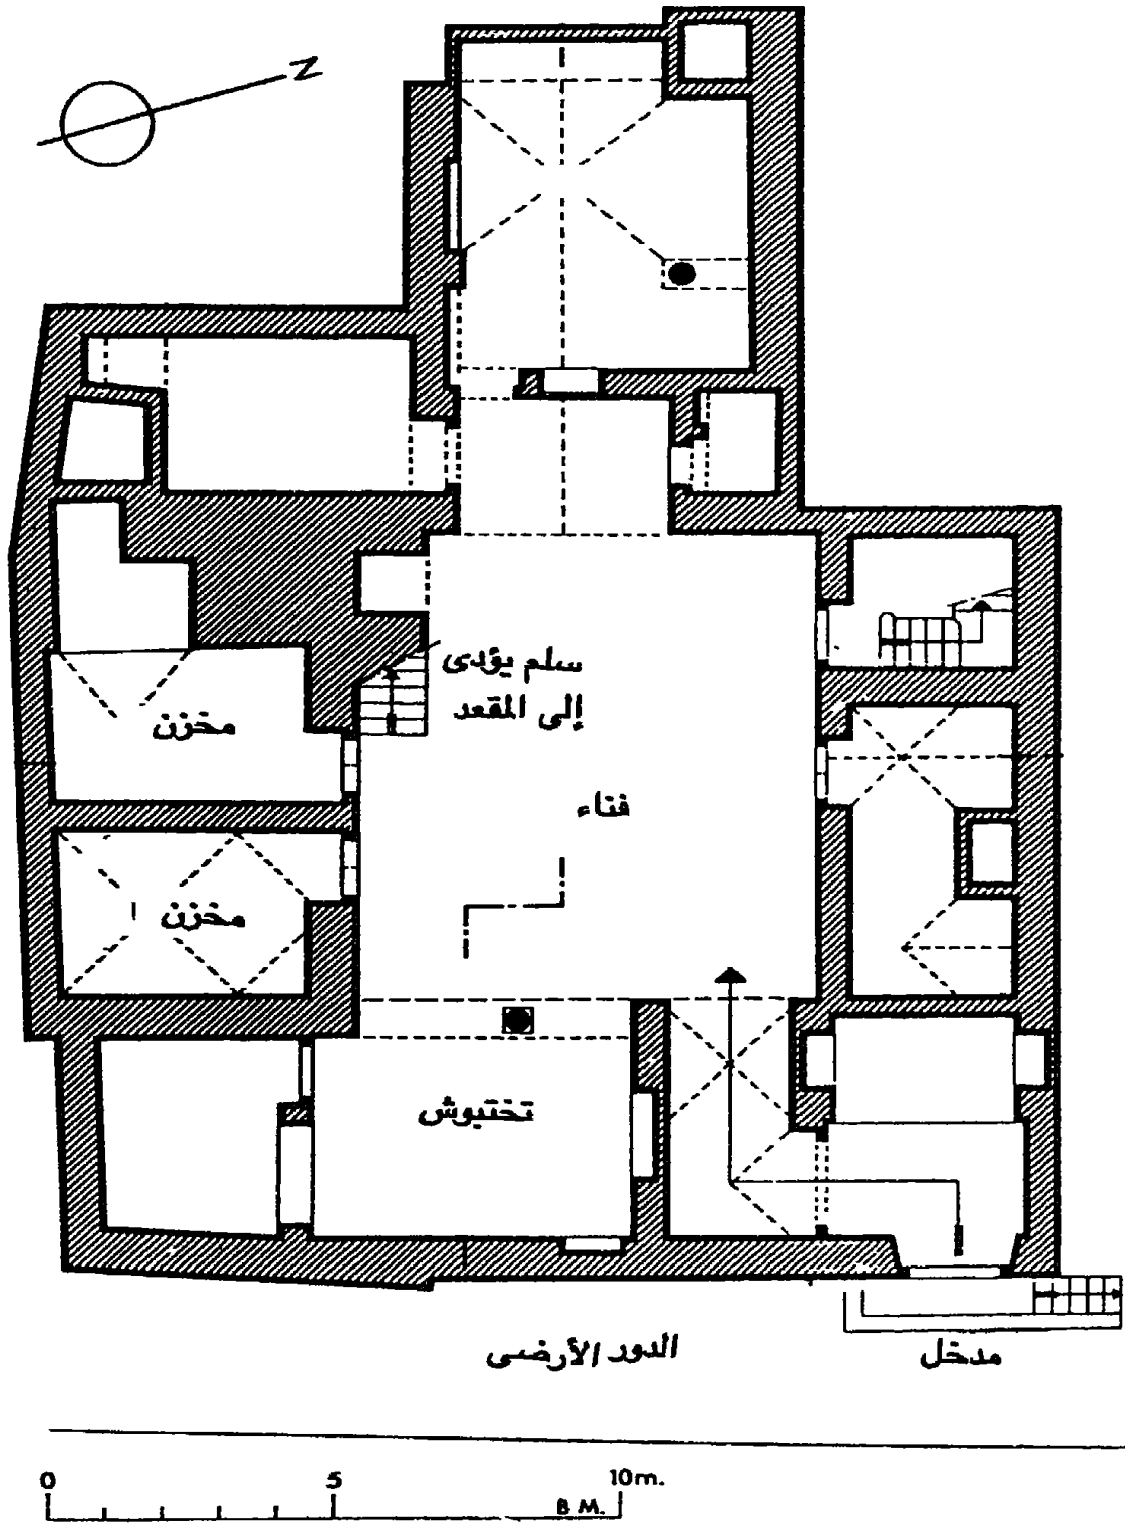 N
سلم يؤدى
إلى المقعد
مخزن
فناء
مخزن
تختبوش
الدور الأرضى
مدخل
0 5 10m.
B M.